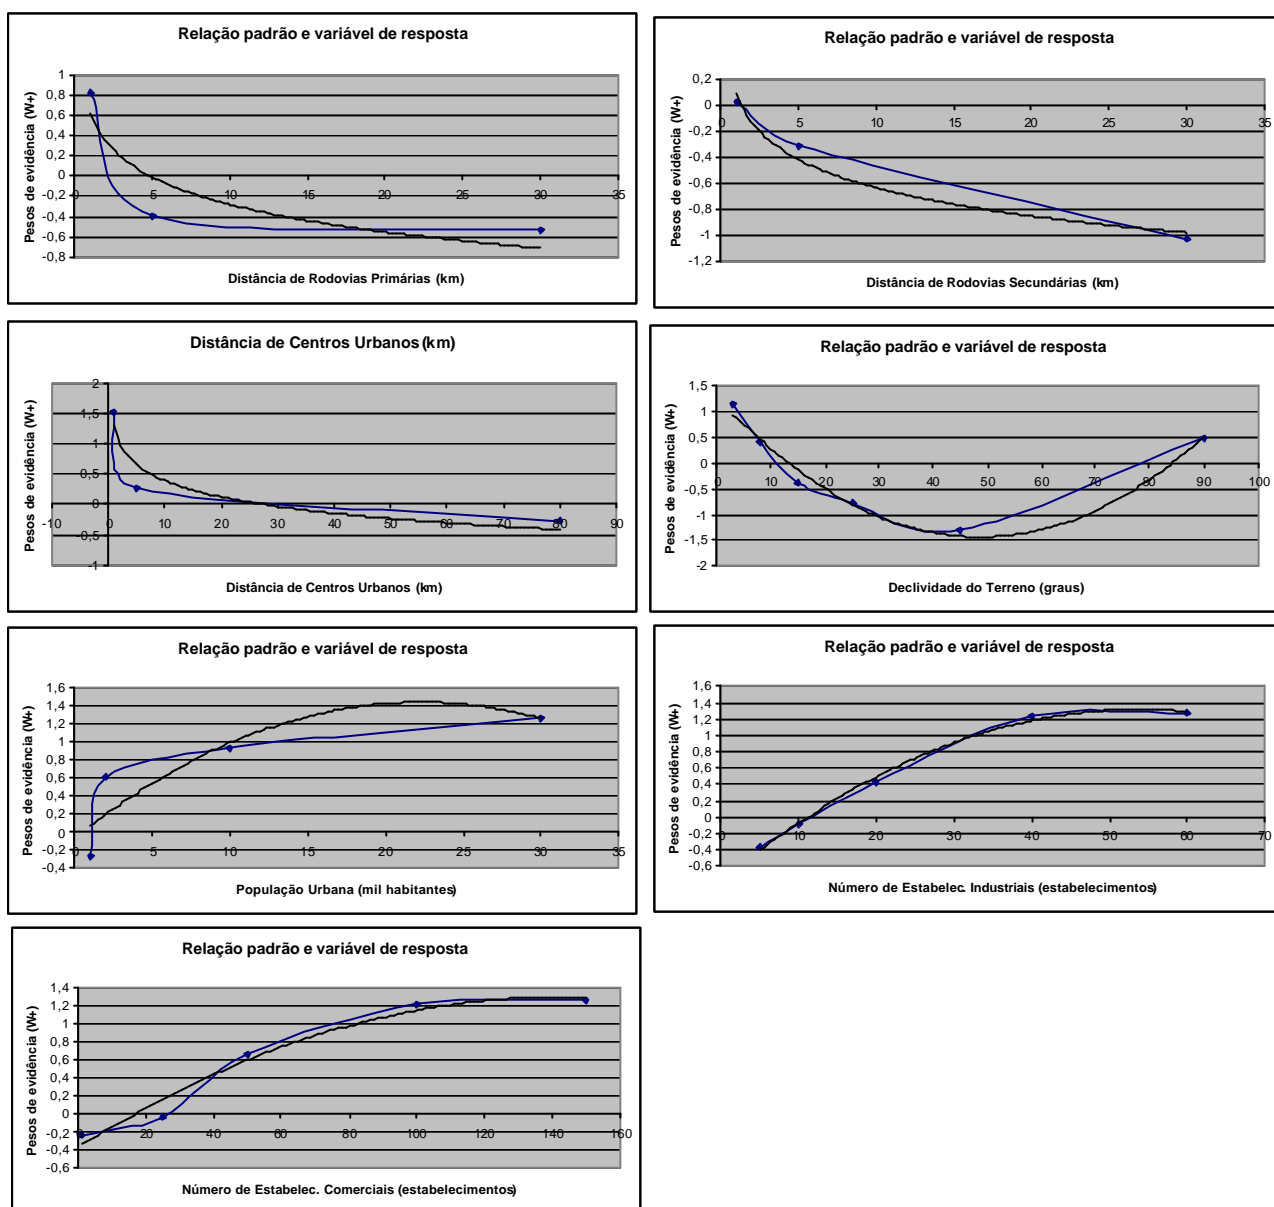 Relação padrão e variável de resposta
Pesos de evidência (W+)
1
0,8
0,6
0,4
0,2
0
-0,2
-0,4
-0,6
-0,8
0 5 10 15 20 25 30 35
Distância de Rodovias Primárias (km)
Relação padrão e variável de resposta
Pesos de evidência (W+)
0,2
0
-0,2
-0,4
-0,6
-0,8
-1
-1,2
0 5 10 15 20 25 30 35
Distância de Rodovias Secundárias (km)
Distância de Centros Urbanos (km)
Pesos de evidência (W+)
2
1,5
1
0,5
0
-0,5
-1
-10 0 10 20 30 40 50 60 70 80 90
Distância de Centros Urbanos (km)
Relação padrão e variável de resposta
Pesos de evidência (W+)
1,5
1
0,5
0
-0,5
-1
-1,5
-2
0 10 20 30 40 50 60 70 80 90 100
Declividade do Terreno (graus)
Relação padrão e variável de resposta
Pesos de evidência (W+)
1,6
1,4
1,2
1
0,8
0,6
0,4
0,2
0
-0,2
-0,4
0 5 10 15 20 25 30 35
População Urbana (mil habitantes)
Relação padrão e variável de resposta
Pesos de evidência (W+)
1,6
1,4
1,2
1
0,8
0,6
0,4
0,2
0
-0,2
-0,4
-0,6
0 10 20 30 40 50 60 70
Número de Estabelec. Industriais (estabelecimentos)
Relação padrão e variável de resposta
Pesos de evidência (W+)
1,4
1,2
1
0,8
0,6
0,4
0,2
0
-0,2
-0,4
-0,6
0 20 40 60 80 100 120 140 160
Número de Estabelec. Comerciais (estabelecimentos)